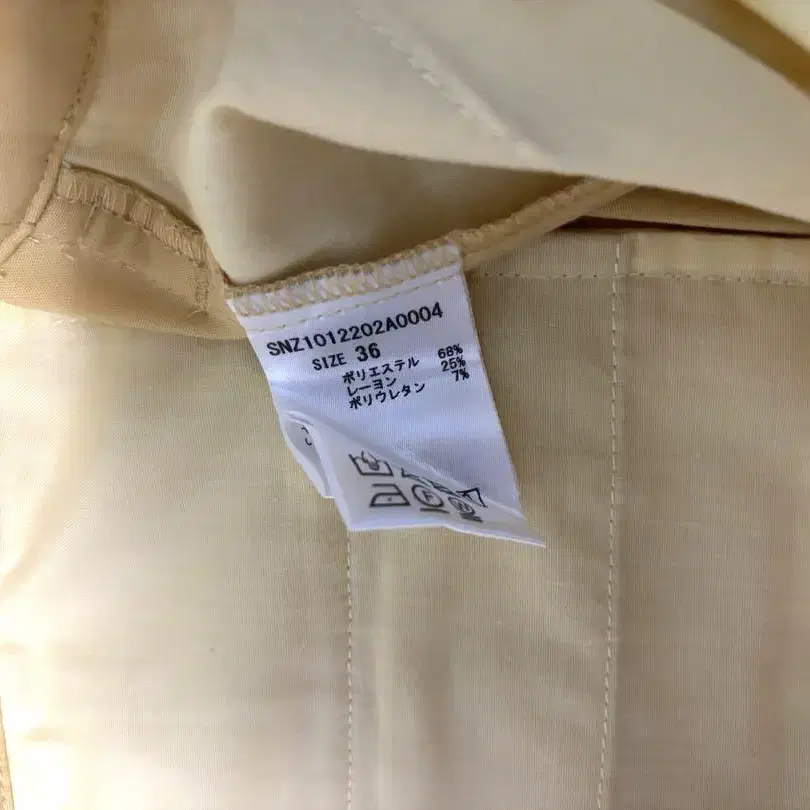 SNZ1012202A0004
SIZE 36
ポリエステル 68%
レーヨン 25%
ポリウレタン 7%